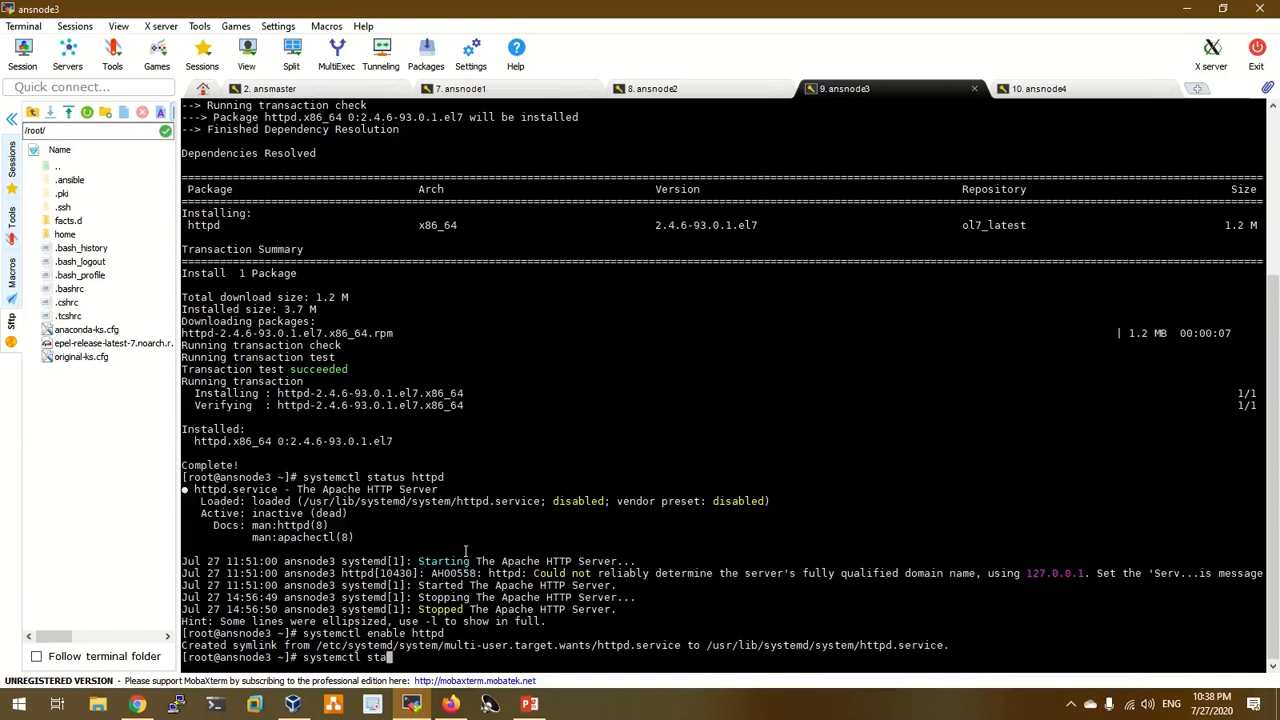 ansnode3
Terminal Sessions View X server Tools Games Settings Macros Help
Session Servers Tools Games Sessions View Split MultiExec Tunneling Packages Settings Help X server Exit
Quick connect...
2. ansmaster
7. ansnode1
8. ansnode2
9. ansnode3
10. ansnode4
/root/
Name
..
.ansible
.pki
.ssh
facts.d
home
.bash_history
.bash_logout
.bash_profile
.bashrc
.cshrc
.tcshrc
anaconda-ks.cfg
epel-release-latest-7.noarch.r.
original-ks.cfg
Sessions
Tools
Macros
Sftp
Follow terminal folder
--> Running transaction check
---> Package httpd.x86_64 0:2.4.6-93.0.1.el7 will be installed
--> Finished Dependency Resolution
Dependencies Resolved
Package Arch Version Repository Size
Installing:
httpd x86_64 2.4.6-93.0.1.el7 ol7_latest 1.2 M
Transaction Summary
Install 1 Package
Total download size: 1.2 M
Installed size: 3.7 M
Downloading packages:
httpd-2.4.6-93.0.1.el7.x86_64.rpm | 1.2 MB 00:00:07
Running transaction check
Running transaction test
Transaction test succeeded
Running transaction
Installing : httpd-2.4.6-93.0.1.el7.x86_64 1/1
Verifying : httpd-2.4.6-93.0.1.el7.x86_64 1/1
Installed:
httpd.x86_64 0:2.4.6-93.0.1.el7
Complete!
[root@ansnode3 ~]# systemctl status httpd
● httpd.service - The Apache HTTP Server
Loaded: loaded (/usr/lib/systemd/system/httpd.service; disabled; vendor preset: disabled)
Active: inactive (dead)
Docs: man:httpd(8)
man:apachectl(8)
Jul 27 11:51:00 ansnode3 systemd[1]: Starting The Apache HTTP Server...
Jul 27 11:51:00 ansnode3 httpd[10430]: AH00558: httpd: Could not reliably determine the server's fully qualified domain name, using 127.0.0.1. Set the 'Serv...is message
Jul 27 11:51:00 ansnode3 systemd[1]: Started The Apache HTTP Server.
Jul 27 14:56:49 ansnode3 systemd[1]: Stopping The Apache HTTP Server...
Jul 27 14:56:50 ansnode3 systemd[1]: Stopped The Apache HTTP Server.
Hint: Some lines were ellipsized, use -l to show in full.
[root@ansnode3 ~]# systemctl enable httpd
Created symlink from /etc/systemd/system/multi-user.target.wants/httpd.service to /usr/lib/systemd/system/httpd.service.
[root@ansnode3 ~]# systemctl sta
UNREGISTERED VERSION - Please support MobaXterm by subscribing to the professional edition here: http://mobaxterm.mobatek.net
ENG
10:38 PM
7/27/2020